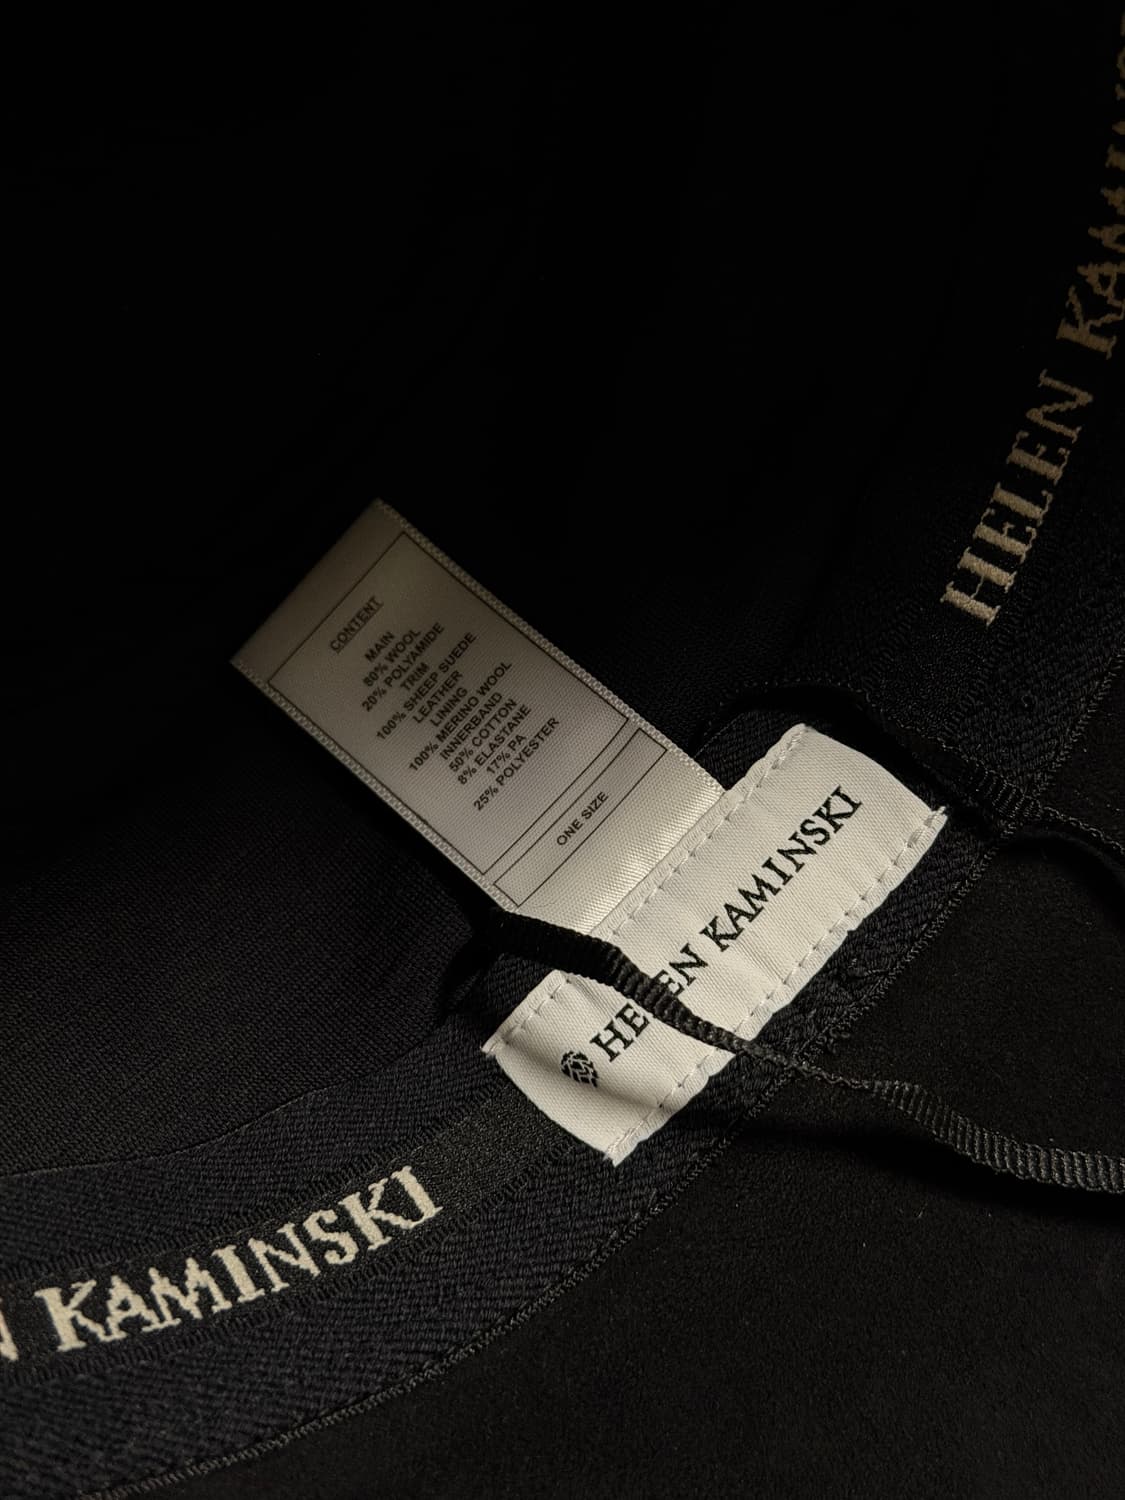 CONTENT
MAIN
80% WOOL
20% POLYAMIDE
TRIM
100% SHEEP SUEDE
LEATHER
LINING
100% MERINO WOOL
INNERBAND
50% COTTON
8% ELASTANE
17% PA
25% POLYESTER
ONE SIZE
HELEN KAMINSKI
HELEN KAMINSKI
N KAMINSKI